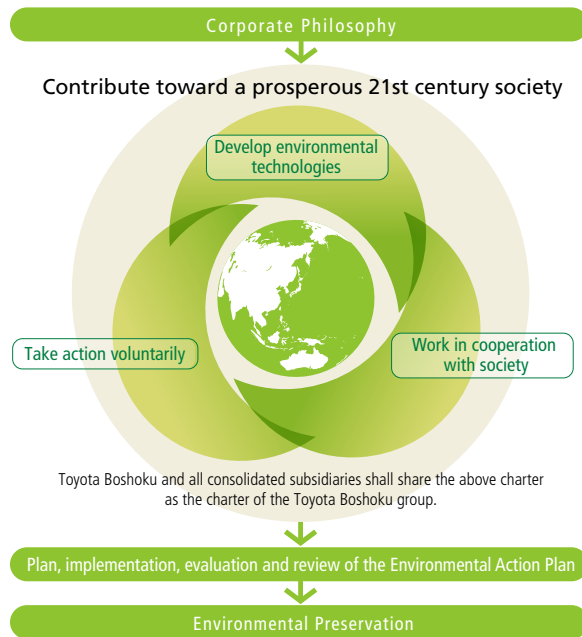 Corporate Philosophy
Contribute toward a prosperous 21st century society
Develop environmental
technologies
Take action voluntarily
Work in cooperation
with society
Toyota Boshoku and all consolidated subsidiaries shall share the above charter
as the charter of the Toyota Boshoku group.
Plan, implementation, evaluation and review of the Environmental Action Plan
Environmental Preservation